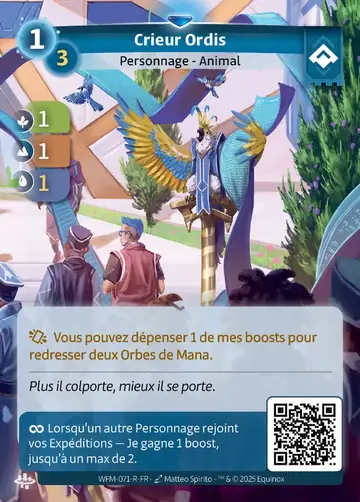 1
Crieur Ordis
3
Personnage - Animal
1
1
1
Vous pouvez dépenser 1 de mes boosts pour
redresser deux Orbes de Mana.
Plus il colporte, mieux il se porte.
∞ Lorsqu'un autre Personnage rejoint
vos Expéditions — Je gagne 1 boost,
jusqu'à un max de 2.
WFM-071-R-FR - Matteo Spirito - ™ & © 2025 Equinox